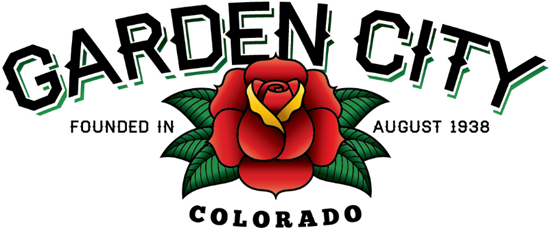 GARDEN CITY
FOUNDED IN AUGUST 1938
COLORADO